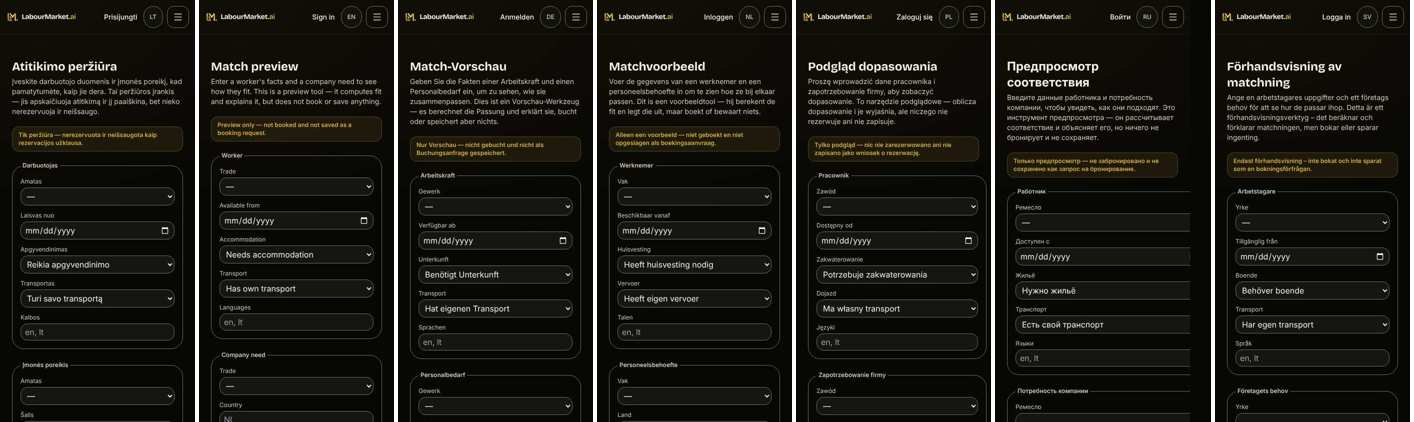 LabourMarket.ai
Prisijungti
LT
Atitikimo peržiūra
Įveskite darbuotojo duomenis ir įmonės poreikį, kad
pamatytumėte, kaip jie dera. Tai peržiūros įrankis
— jis apskaičiuoja atitikimą ir jį paaiškina, bet nieko
nerezervuoja ir neišsaugo.
Tik peržiūra — nerezervuota ir neišsaugota kaip
rezervacijos užklausa.
Darbuotojas
Amatas
—
Laisvas nuo
mm/dd/yyyy
Apgyvendinimas
Reikia apgyvendinimo
Transportas
Turi savo transportą
Kalbos
en, lt
Įmonės poreikis
Amatas
—
Šalis
LabourMarket.ai
Sign in
EN
Match preview
Enter a worker's facts and a company need to see
how they fit. This is a preview tool — it computes fit
and explains it, but does not book or save anything.
Preview only — not booked and not saved as a
booking request.
Worker
Trade
—
Available from
mm/dd/yyyy
Accommodation
Needs accommodation
Transport
Has own transport
Languages
en, lt
Company need
Trade
—
Country
NL
LabourMarket.ai
Anmelden
DE
Match-Vorschau
Geben Sie die Fakten einer Arbeitskraft und einen
Personalbedarf ein, um zu sehen, wie sie
zusammenpassen. Dies ist ein Vorschau-Werkzeug
— es berechnet die Passung und erklärt sie, bucht
oder speichert aber nichts.
Nur Vorschau — nicht gebucht und nicht als
Buchungsanfrage gespeichert.
Arbeitskraft
Gewerk
—
Verfügbar ab
mm/dd/yyyy
Unterkunft
Benötigt Unterkunft
Transport
Hat eigenen Transport
Sprachen
en, lt
Personalbedarf
Gewerk
—
LabourMarket.ai
Inloggen
NL
Matchvoorbeeld
Voer de gegevens van een werknemer en een
personeelsbehoefte in om te zien hoe ze bij elkaar
passen. Dit is een voorbeeldtool — hij berekent de
fit en legt die uit, maar boekt of bewaart niets.
Alleen een voorbeeld — niet geboekt en niet
opgeslagen als boekingsaanvraag.
Werknemer
Vak
—
Beschikbaar vanaf
mm/dd/yyyy
Huisvesting
Heeft huisvesting nodig
Vervoer
Heeft eigen vervoer
Talen
en, lt
Personeelsbehoefte
Vak
—
Land
LabourMarket.ai
Zaloguj się
PL
Podgląd dopasowania
Proszę wprowadzić dane pracownika i
zapotrzebowanie firmy, aby zobaczyć
dopasowanie. To narzędzie podglądowe — oblicza
dopasowanie i je wyjaśnia, ale niczego nie
rezerwuje ani nie zapisuje.
Tylko podgląd — nic nie zarezerwowano ani nie
zapisano jako wniosek o rezerwację.
Pracownik
Zawód
—
Dostępny od
mm/dd/yyyy
Zakwaterowanie
Potrzebuje zakwaterowania
Dojazd
Ma własny transport
Języki
en, lt
Zapotrzebowanie firmy
Zawód
—
LabourMarket.ai
Войти
RU
Предпросмотр
соответствия
Введите данные работника и потребность
компании, чтобы увидеть, как они подходят. Это
инструмент предпросмотра — он рассчитывает
соответствие и объясняет его, но ничего не
бронирует и не сохраняет.
Только предпросмотр — не забронировано и не
сохранено как запрос на бронирование.
Работник
Ремесло
—
Доступен с
mm/dd/yyyy
Жильё
Нужно жильё
Транспорт
Есть свой транспорт
Языки
en, lt
Потребность компании
Ремесло
LabourMarket.ai
Logga in
SV
Förhandsvisning av
matchning
Ange en arbetstagares uppgifter och ett företags
behov för att se hur de passar ihop. Detta är ett
förhandsvisningsverktyg – det beräknar och
förklarar matchningen, men bokar eller sparar
ingenting.
Endast förhandsvisning – inte bokat och inte sparat
som en bokningsförfrågan.
Arbetstagare
Yrke
—
Tillgänglig från
mm/dd/yyyy
Boende
Behöver boende
Transport
Har egen transport
Språk
en, lt
Företagets behov
Yrke